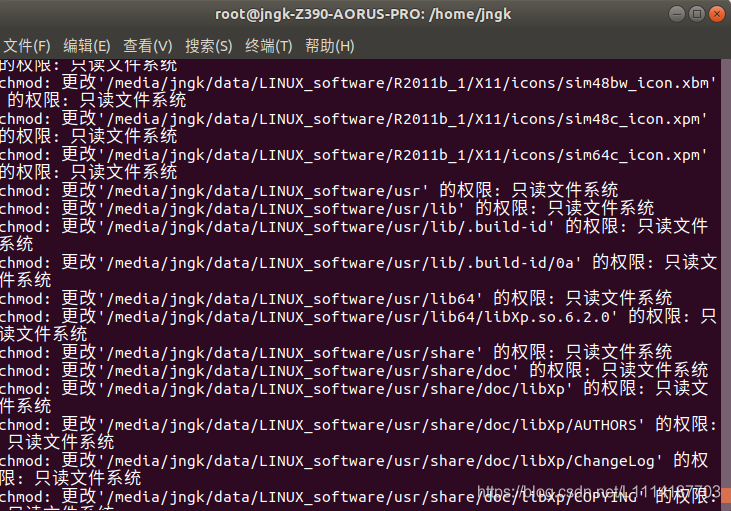 root@jngk-Z390-AORUS-PRO: /home/jngk
文件(F) 编辑(E) 查看(V) 搜索(S) 终端(T) 帮助(H)
的权限: 只读文件系统
chmod: 更改'/media/jngk/data/LINUX_software/R2011b_1/X11/icons/sim48bw_icon.xbm'
的权限: 只读文件系统
chmod: 更改'/media/jngk/data/LINUX_software/R2011b_1/X11/icons/sim48c_icon.xpm'
的权限: 只读文件系统
chmod: 更改'/media/jngk/data/LINUX_software/R2011b_1/X11/icons/sim64c_icon.xpm'
的权限: 只读文件系统
chmod: 更改'/media/jngk/data/LINUX_software/usr' 的权限: 只读文件系统
chmod: 更改'/media/jngk/data/LINUX_software/usr/lib' 的权限: 只读文件系统
chmod: 更改'/media/jngk/data/LINUX_software/usr/lib/.build-id' 的权限: 只读文件
系统
chmod: 更改'/media/jngk/data/LINUX_software/usr/lib/.build-id/0a' 的权限: 只读文
件系统
chmod: 更改'/media/jngk/data/LINUX_software/usr/lib64' 的权限: 只读文件系统
chmod: 更改'/media/jngk/data/LINUX_software/usr/lib64/libXp.so.6.2.0' 的权限: 只
读文件系统
chmod: 更改'/media/jngk/data/LINUX_software/usr/share' 的权限: 只读文件系统
chmod: 更改'/media/jngk/data/LINUX_software/usr/share/doc' 的权限: 只读文件系统
chmod: 更改'/media/jngk/data/LINUX_software/usr/share/doc/libXp' 的权限: 只读文
件系统
chmod: 更改'/media/jngk/data/LINUX_software/usr/share/doc/libXp/AUTHORS' 的权限:
只读文件系统
chmod: 更改'/media/jngk/data/LINUX_software/usr/share/doc/libXp/ChangeLog' 的权
限: 只读文件系统
chmod: 更改'/media/jngk/data/LINUX_software/usr/share/doc/libXp/COPYING' 的权限:
只读文件系统